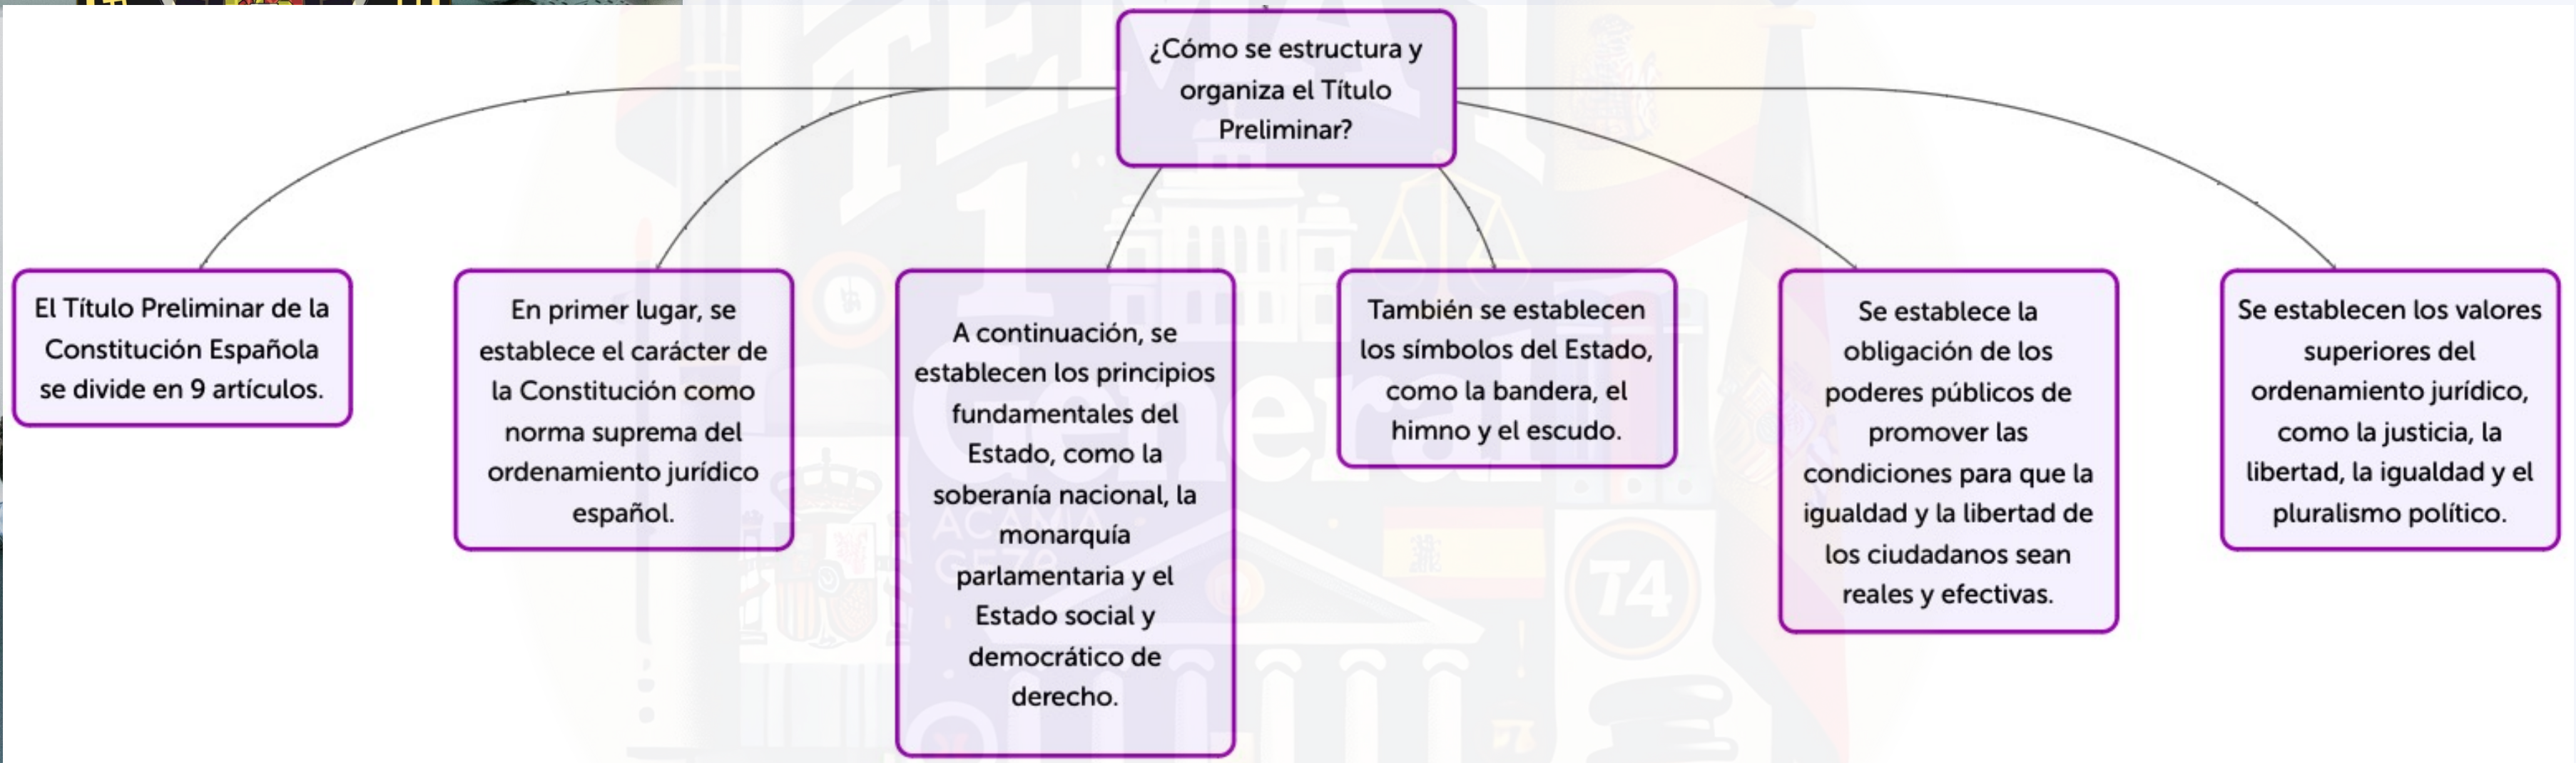 ¿Cómo se estructura y
organiza el Título
Preliminar?
El Título Preliminar de la
Constitución Española
se divide en 9 artículos.
En primer lugar, se
establece el carácter de
la Constitución como
norma suprema del
ordenamiento jurídico
español.
A continuación, se
establecen los principios
fundamentales del
Estado, como la
soberanía nacional, la
monarquía
parlamentaria y el
Estado social y
democrático de
derecho.
También se establecen
los símbolos del Estado,
como la bandera, el
himno y el escudo.
Se establece la
obligación de los
poderes públicos de
promover las
condiciones para que la
igualdad y la libertad de
los ciudadanos sean
reales y efectivas.
Se establecen los valores
superiores del
ordenamiento jurídico,
como la justicia, la
libertad, la igualdad y el
pluralismo político.
TEMA
1
General
74